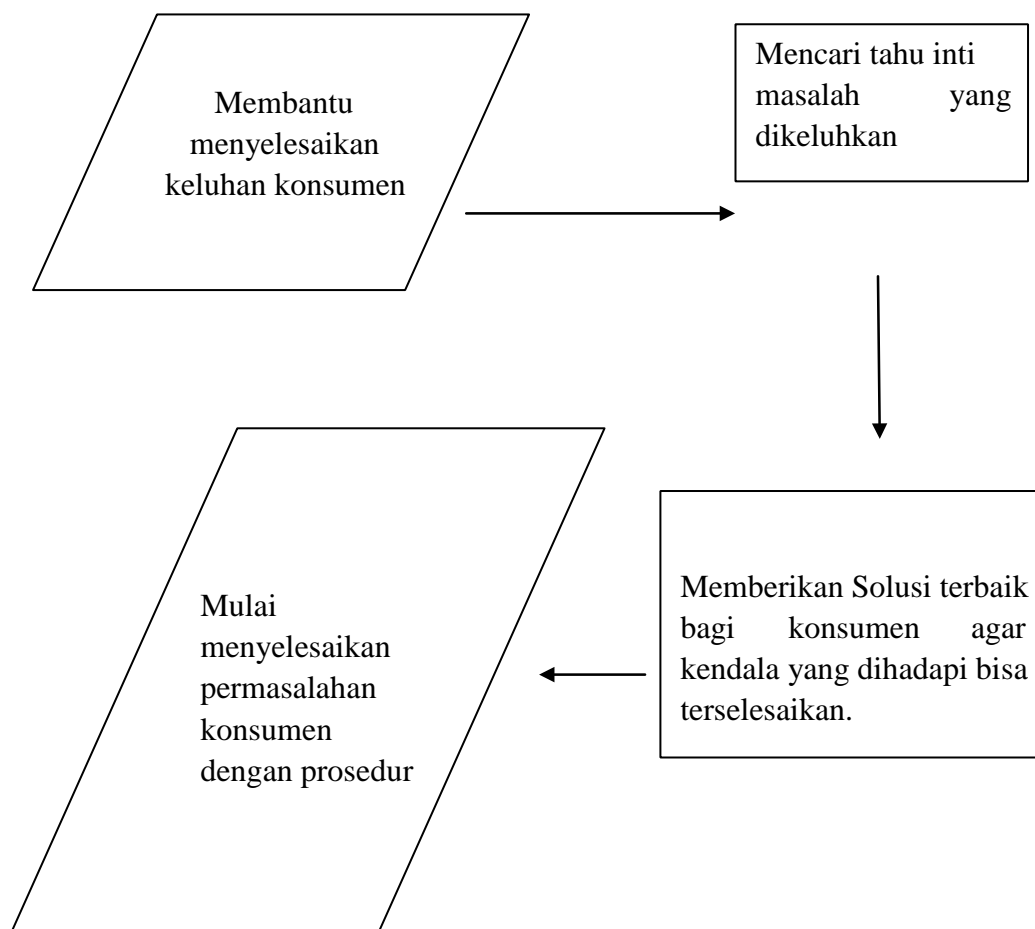 Membantu
menyelesaikan
keluhan konsumen
Mencari tahu inti
masalah yang
dikeluhkan
Memberikan Solusi terbaik
bagi konsumen agar
kendala yang dihadapi bisa
terselesaikan.
Mulai
menyelesaikan
permasalahan
konsumen
dengan prosedur